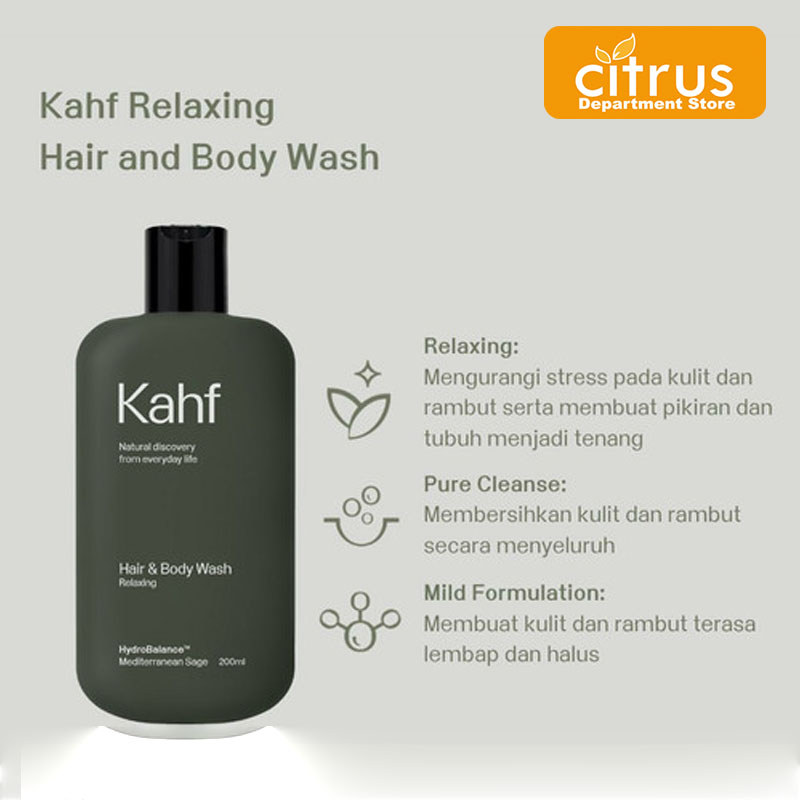 Kahf Relaxing
Hair and Body Wash
citrus
Department Store
Kahf
Natural discovery
from everyday life
Hair & Body Wash
Relaxing
HydroBalance™
Mediterranean Sage 200ml
Relaxing:
Mengurangi stress pada kulit dan
rambut serta membuat pikiran dan
tubuh menjadi tenang
Pure Cleanse:
Membersihkan kulit dan rambut
secara menyeluruh
Mild Formulation:
Membuat kulit dan rambut terasa
lembap dan halus